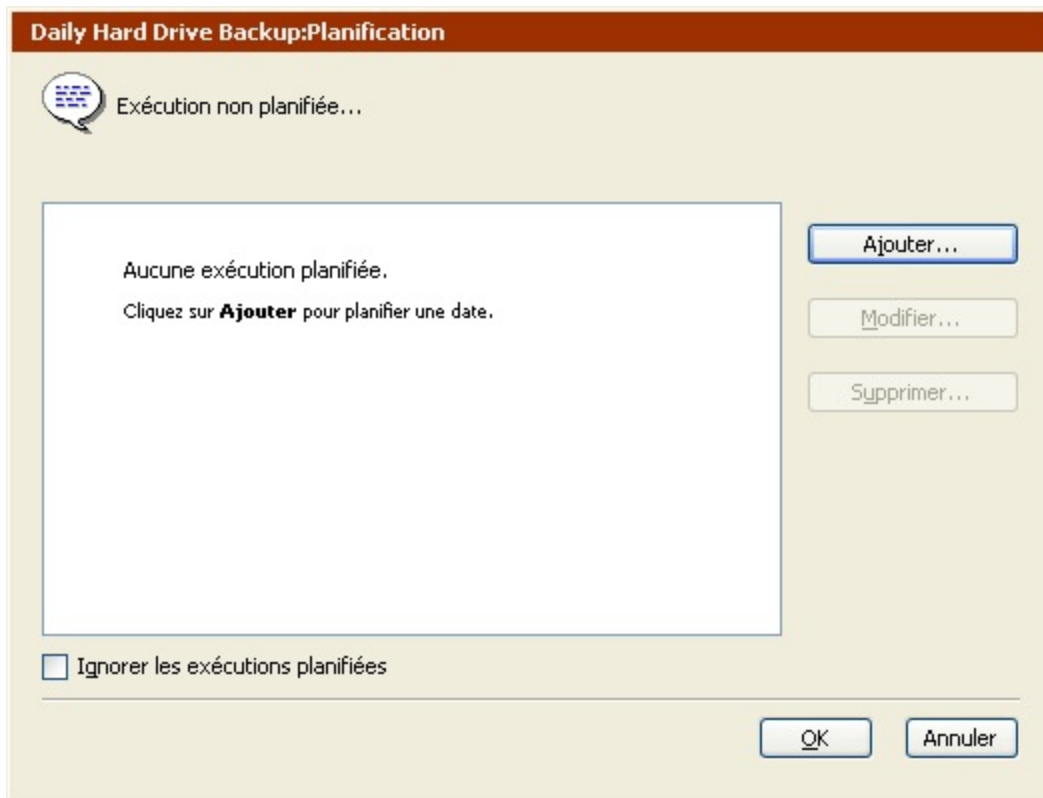 Daily Hard Drive Backup:Planification
Exécution non planifiée...
Aucune exécution planifiée.
Cliquez sur Ajouter pour planifier une date.
Ajouter...
Modifier...
Supprimer...
Ignorer les exécutions planifiées
OK
Annuler